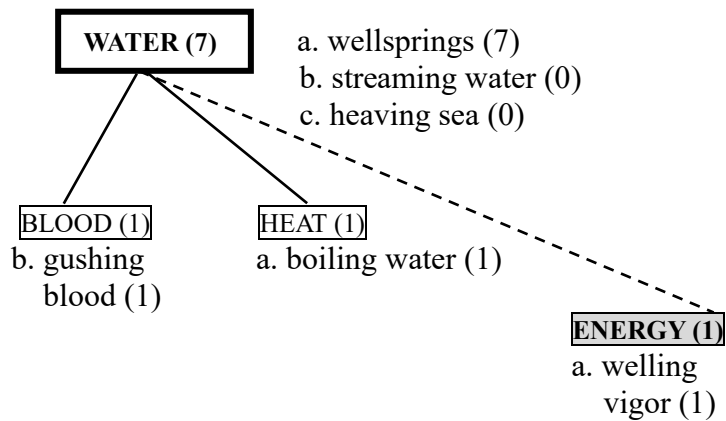 WATER (7)
a. wellsprings (7)
b. streaming water (0)
c. heaving sea (0)
BLOOD (1)
b. gushing
blood (1)
HEAT (1)
a. boiling water (1)
ENERGY (1)
a. welling
vigor (1)